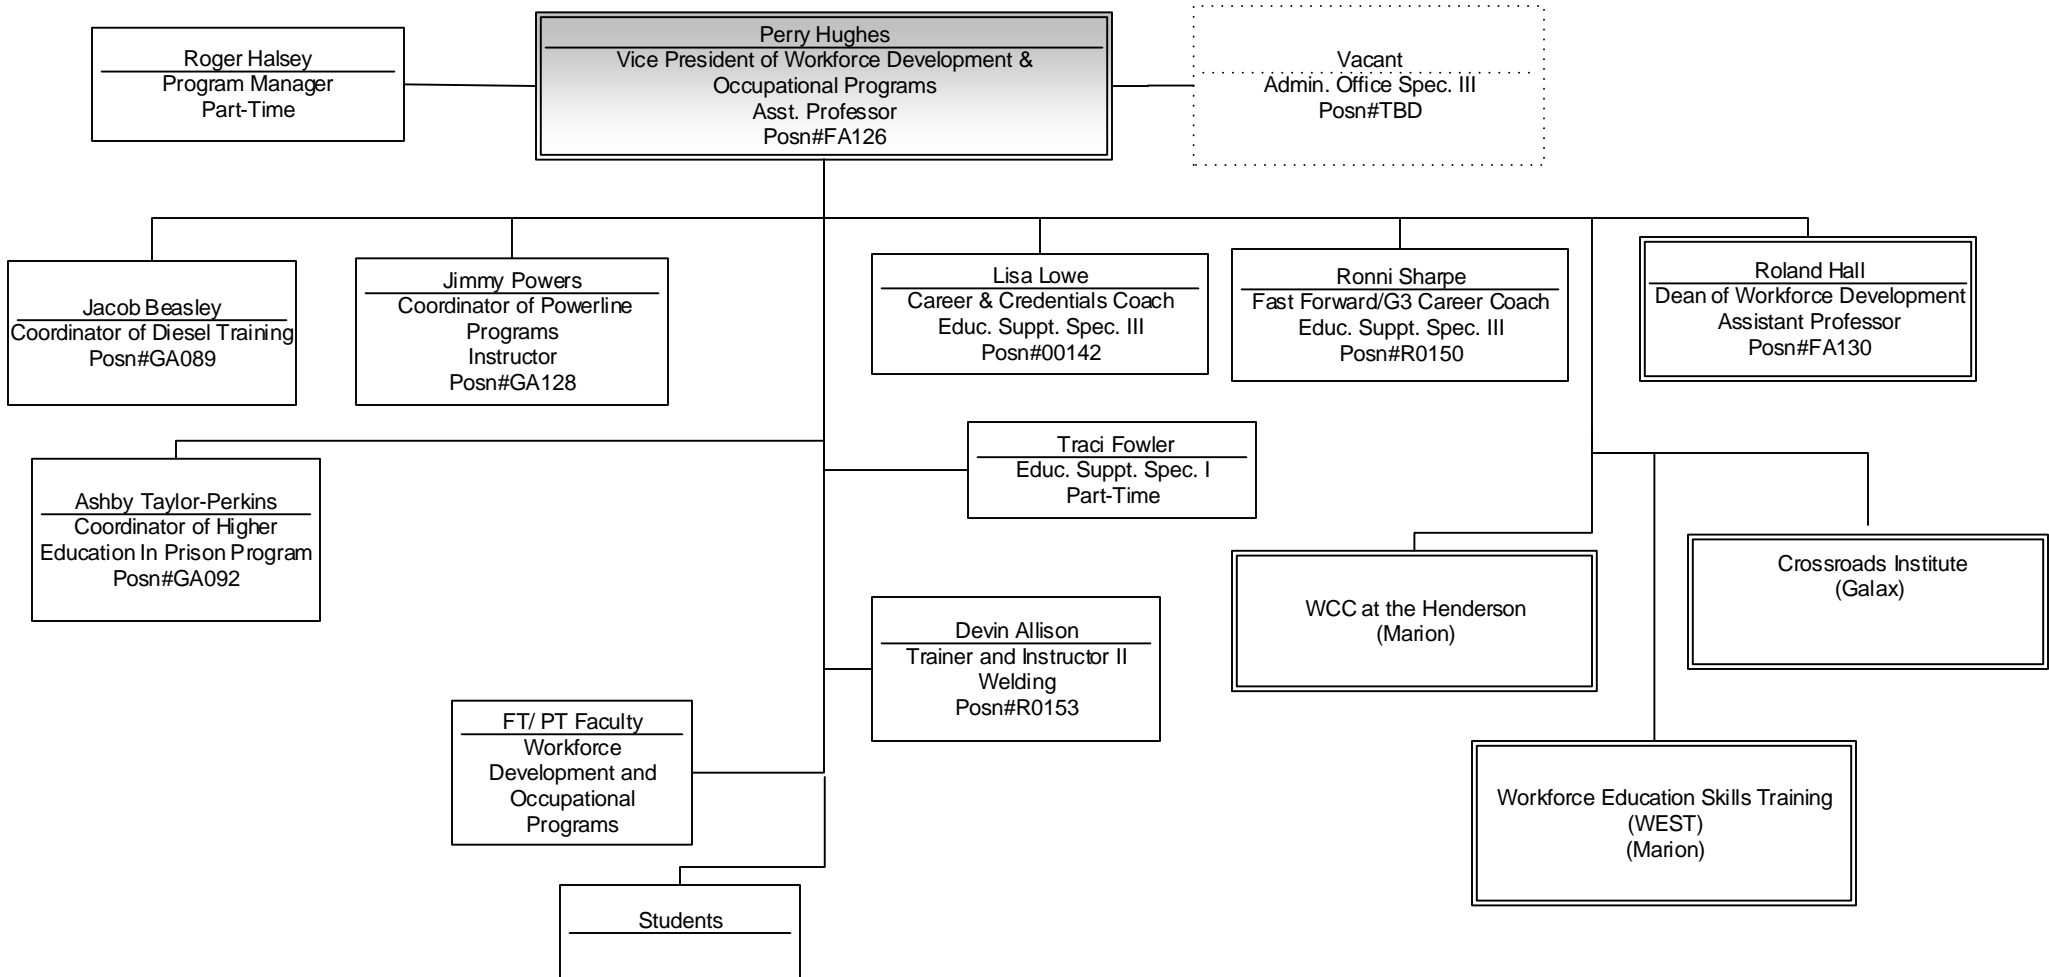 Roger Halsey
Program Manager
Part-Time
Perry Hughes
Vice President of Workforce Development &
Occupational Programs
Asst. Professor
Posn#FA126
Vacant
Admin. Office Spec. III
Posn#TBD
Jacob Beasley
Coordinator of Diesel Training
Posn#GA089
Jimmy Powers
Coordinator of Powerline
Programs
Instructor
Posn#GA128
Lisa Lowe
Career & Credentials Coach
Educ. Suppt. Spec. III
Posn#00142
Ronni Sharpe
Fast Forward/G3 Career Coach
Educ. Suppt. Spec. III
Posn#R0150
Roland Hall
Dean of Workforce Development
Assistant Professor
Posn#FA130
Ashby Taylor-Perkins
Coordinator of Higher
Education In Prison Program
Posn#GA092
Traci Fowler
Educ. Suppt. Spec. I
Part-Time
WCC at the Henderson
(Marion)
Crossroads Institute
(Galax)
Devin Allison
Trainer and Instructor II
Welding
Posn#R0153
FT/ PT Faculty
Workforce
Development and
Occupational
Programs
Workforce Education Skills Training
(WEST)
(Marion)
Students